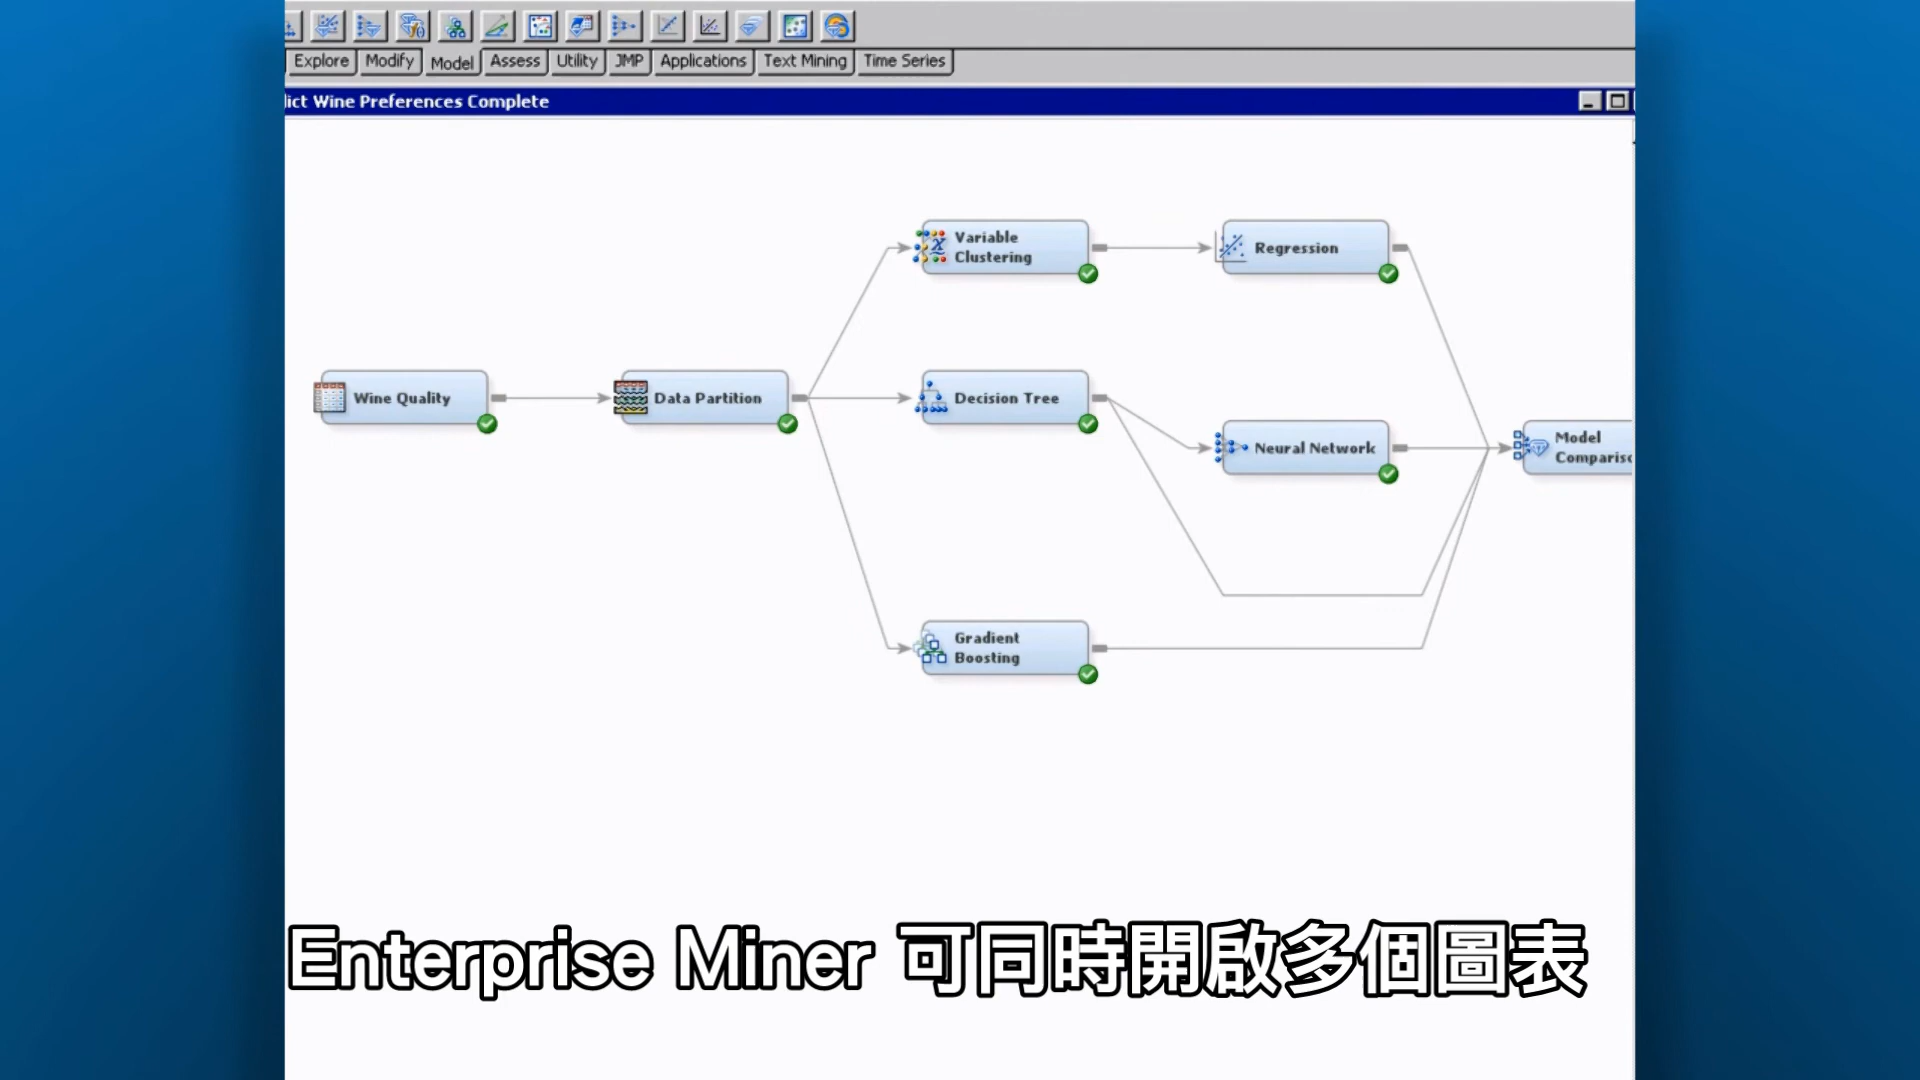 Explore Modify Model Assess Utility JMP Applications Text Mining Time Series
ict Wine Preferences Complete
Variable
Clustering
Regression
Wine Quality
Data Partition
Decision Tree
Neural Network
Model
Comparisc
Gradient
Boosting
Enterprise Miner 可同時開啟多個圖表